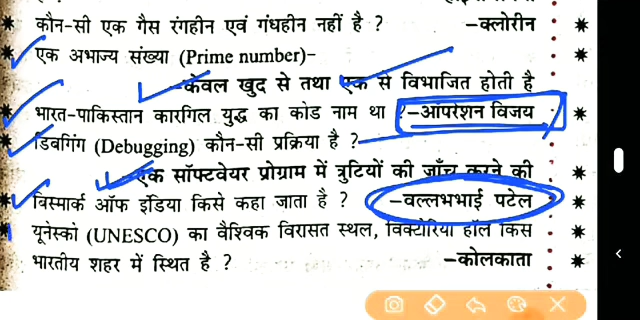 कौन-सी एक गैस रंगहीन एवं गंधहीन नहीं है ? –क्लोरीन
एक अभाज्य संख्या (Prime number)–
–केवल खुद से तथा एक से विभाजित होती है
भारत-पाकिस्तान कारगिल युद्ध का कोड नाम था ?–ऑपरेशन विजय
डिबगिंग (Debugging) कौन-सी प्रक्रिया है ?–
–एक सॉफ्टवेयर प्रोग्राम में त्रुटियों की जाँच करने की
विस्मार्क ऑफ इंडिया किसे कहा जाता है ? –वल्लभभाई पटेल
यूनेस्को (UNESCO) का वैश्विक विरासत स्थल, विक्टोरिया हॉल किस
भारतीय शहर में स्थित है ? –कोलकाता